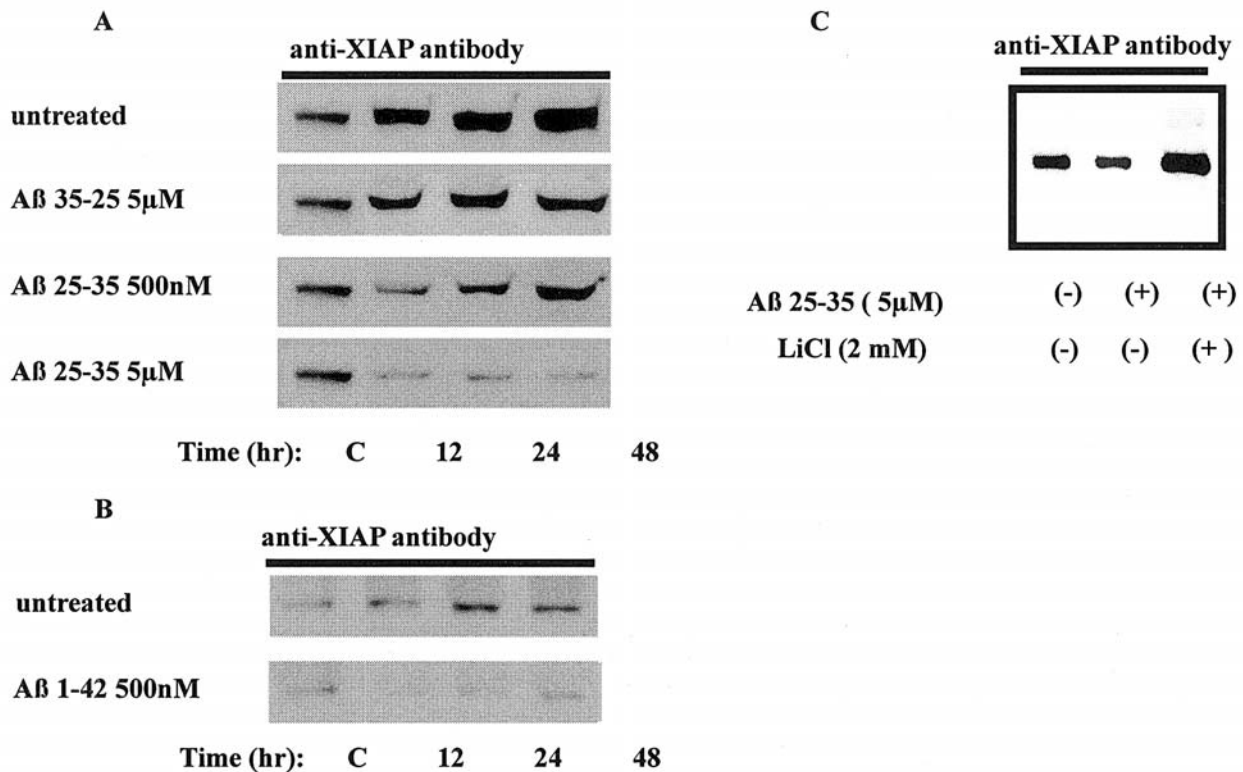 A
anti-XIAP antibody
untreated
Aß 35-25 5µM
Aß 25-35 500nM
Aß 25-35 5µM
Time (hr): C 12 24 48
B
anti-XIAP antibody
untreated
Aß 1-42 500nM
Time (hr): C 12 24 48
C
anti-XIAP antibody
Aß 25-35 ( 5µM) (-) (+) (+)
LiCl (2 mM) (-) (-) (+ )